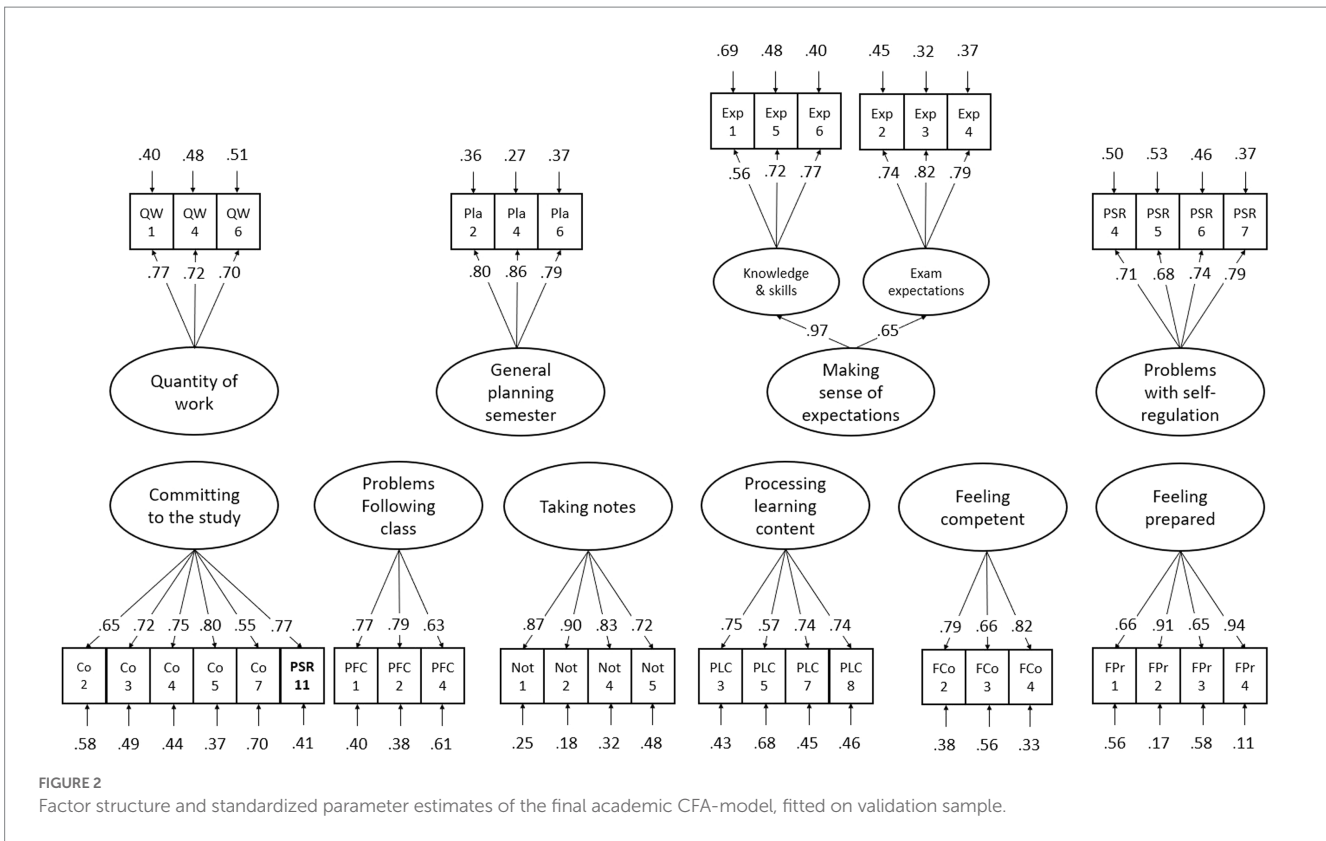 .69 .48 .40 .45 .32 .37
Exp Exp Exp Exp Exp Exp
1 5 6 2 3 4
.56 .72 .77 .74 .82 .79
.40 .48 .51 .36 .27 .37 .50 .53 .46 .37
QW QW QW Pla Pla Pla PSR PSR PSR PSR
1 4 6 2 4 6 4 5 6 7
.77 .72 .70 .80 .86 .79 .71 .68 .74 .79
Knowledge
& skills
Exam
expectations
.97 .65
Quantity of
work
General
planning
semester
Making
sense of
expectations
Problems
with self-
regulation
Committing
to the study
Problems
Following
class
Taking notes
Processing
learning
content
Feeling
competent
Feeling
prepared
.65 .72 .75 .80 .55 .77 .77 .79 .63 .87 .90 .83 .72 .75 .57 .74 .74 .79 .66 .82 .66 .91 .65 .94
Co Co Co Co Co PSR PFC PFC PFC Not Not Not Not PLC PLC PLC PLC FCo FCo FCo FPr FPr FPr FPr
2 3 4 5 7 11 1 2 4 1 2 4 5 3 5 7 8 2 3 4 1 2 3 4
.58 .49 .44 .37 .70 .41 .40 .38 .61 .25 .18 .32 .48 .43 .68 .45 .46 .38 .56 .33 .56 .17 .58 .11
FIGURE 2
Factor structure and standardized parameter estimates of the final academic CFA-model, fitted on validation sample.